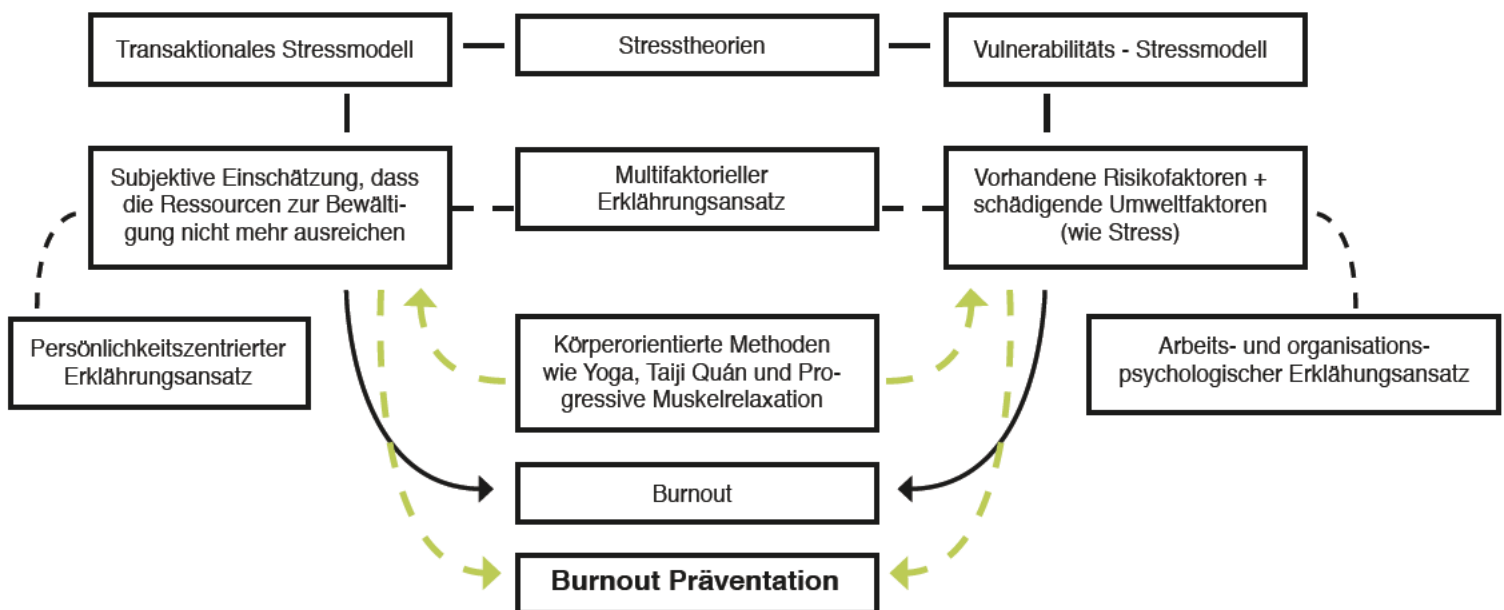 Transaktionales Stressmodell
Stresstheorien
Vulnerabilitäts - Stressmodell
Subjektive Einschätzung, dass
die Ressourcen zur Bewälti-
gung nicht mehr ausreichen
Multifaktorieller
Erklährungsansatz
Vorhandene Risikofaktoren +
schädigende Umweltfaktoren
(wie Stress)
Persönlichkeitszentrierter
Erklährungsansatz
Körperorientierte Methoden
wie Yoga, Taiji Quán und Pro-
gressive Muskelrelaxation
Arbeits- und organisations-
psychologischer Erklähungsansatz
Burnout
Burnout Präventation